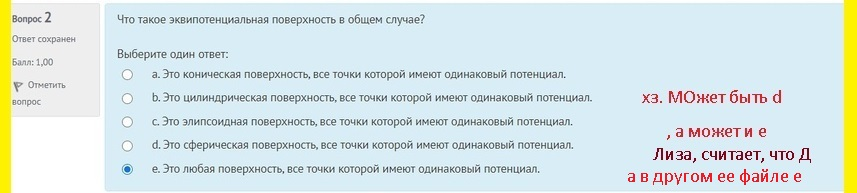 Вопрос 2
Ответ сохранен
Балл: 1,00
Отметить
вопрос
Что такое эквипотенциальная поверхность в общем случае?
Выберите один ответ:
a. Это коническая поверхность, все точки которой имеют одинаковый потенциал.
b. Это цилиндрическая поверхность, все точки которой имеют одинаковый потенциал.
c. Это элипсоидная поверхность, все точки которой имеют одинаковый потенциал.
d. Это сферическая поверхность, все точки которой имеют одинаковый потенциал.
e. Это любая поверхность, все точки которой имеют одинаковый потенциал.
хз. МОжет быть d
, а может и е
Лиза, считает, что Д
а в другом ее файле е